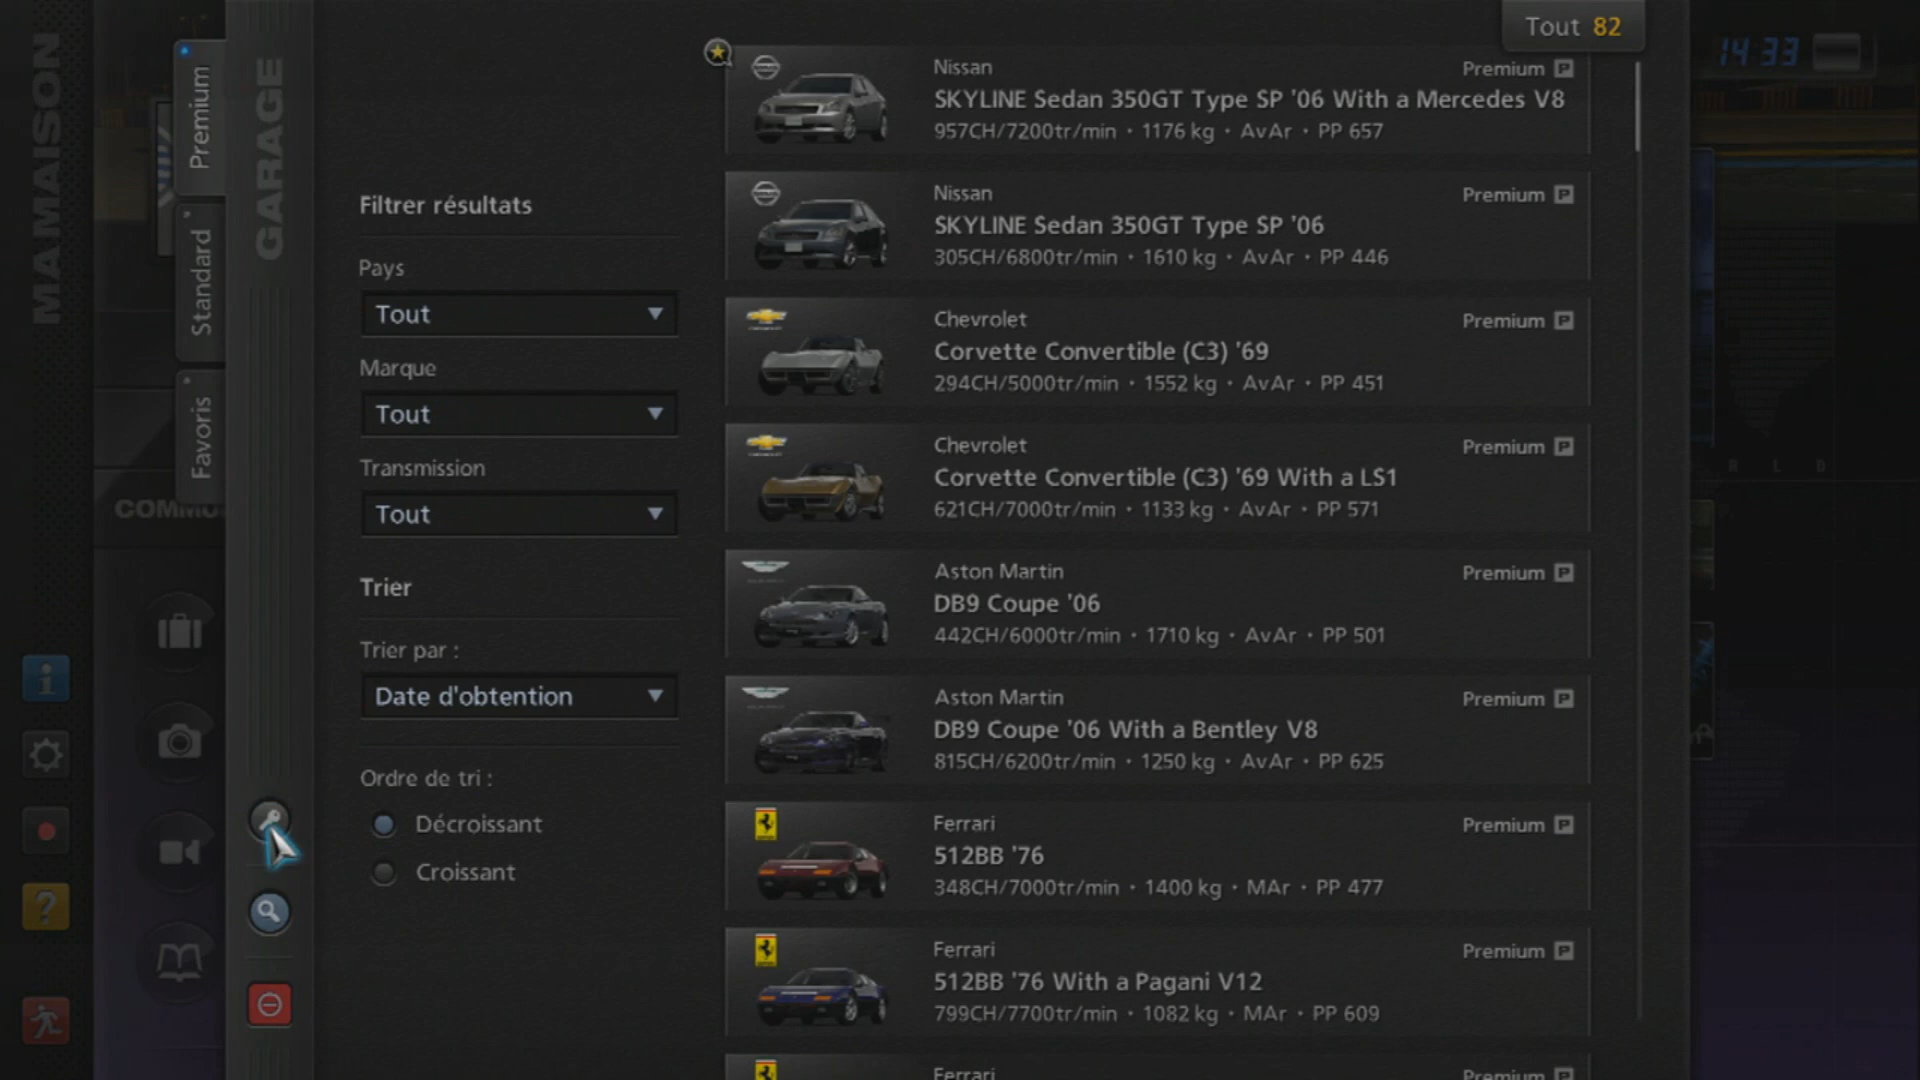 Tout 82
14:33
MAMAISON
Premium
Standard
Favoris
GARAGE
Filtrer résultats
Pays
Tout
Marque
Tout
Transmission
Tout
Trier
Trier par :
Date d'obtention
Ordre de tri :
Décroissant
Croissant
Nissan
Premium P
SKYLINE Sedan 350GT Type SP '06 With a Mercedes V8
957CH/7200tr/min · 1176 kg · AvAr · PP 657
Nissan
Premium P
SKYLINE Sedan 350GT Type SP '06
305CH/6800tr/min · 1610 kg · AvAr · PP 446
Chevrolet
Premium P
Corvette Convertible (C3) '69
294CH/5000tr/min · 1552 kg · AvAr · PP 451
Chevrolet
Premium P
Corvette Convertible (C3) '69 With a LS1
621CH/7000tr/min · 1133 kg · AvAr · PP 571
Aston Martin
Premium P
DB9 Coupe '06
442CH/6000tr/min · 1710 kg · AvAr · PP 501
Aston Martin
Premium P
DB9 Coupe '06 With a Bentley V8
815CH/6200tr/min · 1250 kg · AvAr · PP 625
Ferrari
Premium P
512BB '76
348CH/7000tr/min · 1400 kg · MAr · PP 477
Ferrari
Premium P
512BB '76 With a Pagani V12
799CH/7700tr/min · 1082 kg · MAr · PP 609
Ferrari
Premium P
R L D